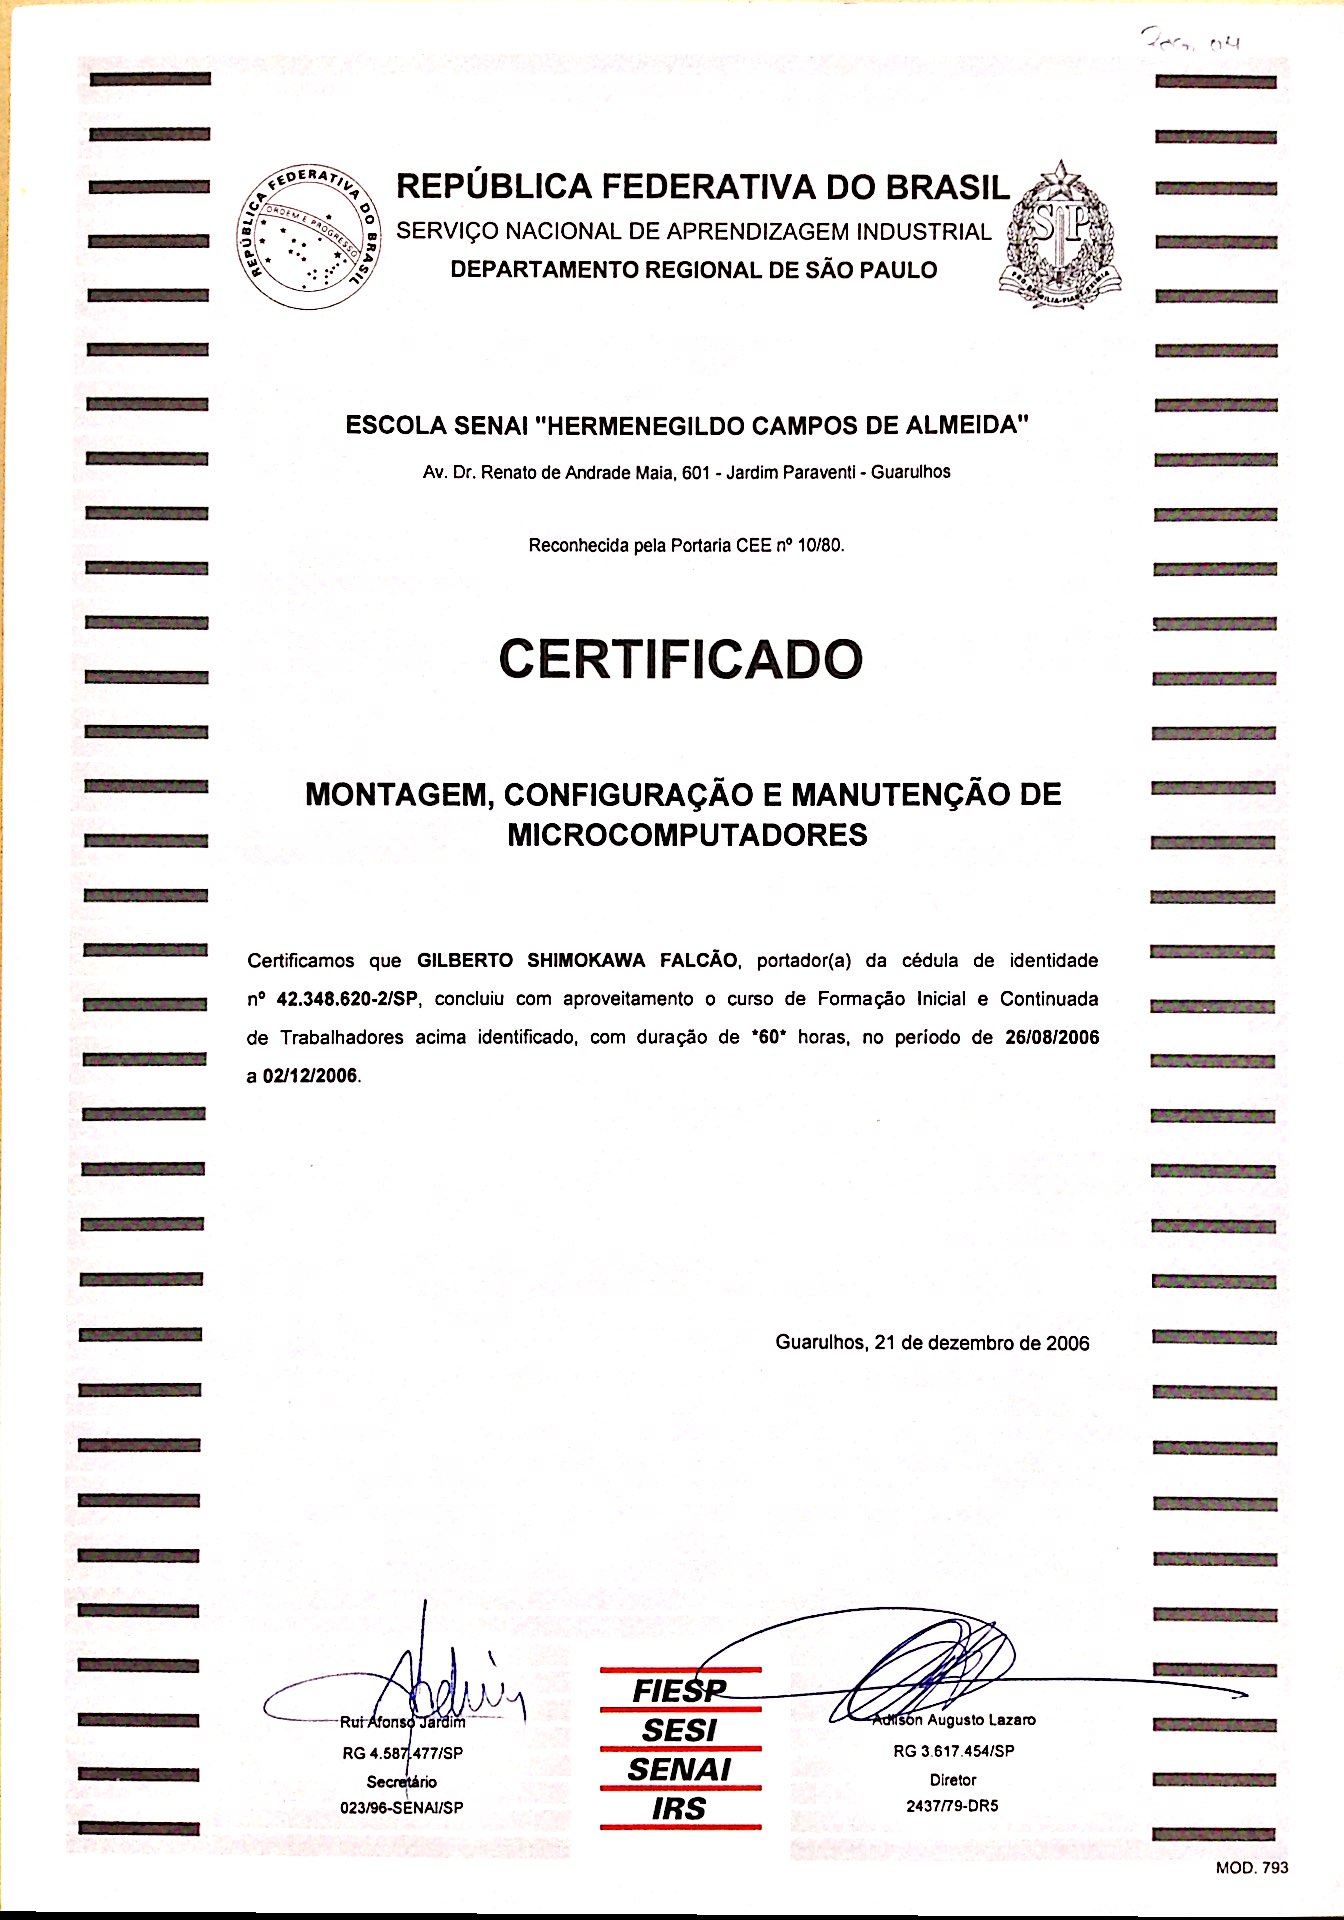 REPÚBLICA FEDERATIVA DO BRASIL
ORDEM E PROGRESSO
REPÚBLICA FEDERATIVA DO BRASIL
SERVIÇO NACIONAL DE APRENDIZAGEM INDUSTRIAL
DEPARTAMENTO REGIONAL DE SÃO PAULO
SP
ESCOLA SENAI "HERMENEGILDO CAMPOS DE ALMEIDA"
Av. Dr. Renato de Andrade Maia, 601 - Jardim Paraventi - Guarulhos
Reconhecida pela Portaria CEE nº 10/80.
CERTIFICADO
MONTAGEM, CONFIGURAÇÃO E MANUTENÇÃO DE
MICROCOMPUTADORES
Certificamos que GILBERTO SHIMOKAWA FALCÃO, portador(a) da cédula de identidade
nº 42.348.620-2/SP, concluiu com aproveitamento o curso de Formação Inicial e Continuada
de Trabalhadores acima identificado, com duração de *60* horas, no período de 26/08/2006
a 02/12/2006.
Guarulhos, 21 de dezembro de 2006
Rui Afonso Jardim
RG 4.587.477/SP
Secretário
023/96-SENAI/SP
FIESP
SESI
SENAI
IRS
Adilson Augusto Lazaro
RG 3.617.454/SP
Diretor
2437/79-DR5
MOD. 793